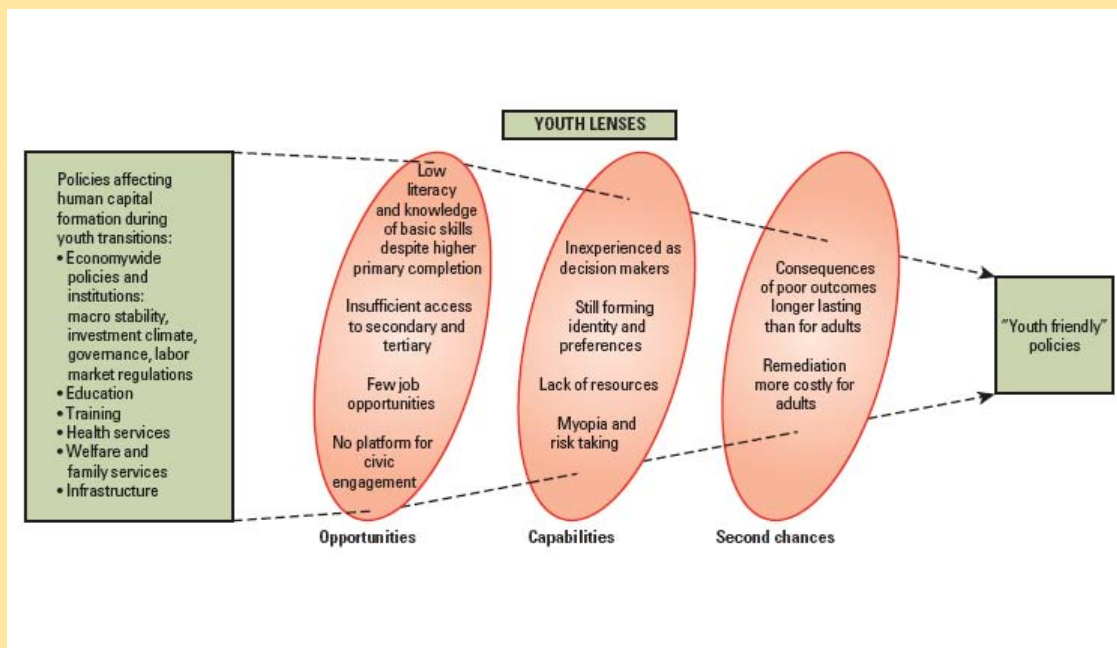 YOUTH LENSES
Policies affecting
human capital
formation during
youth transitions:
• Economywide
policies and
institutions:
macro stability,
investment climate,
governance, labor
market regulations
• Education
• Training
• Health services
• Welfare and
family services
• Infrastructure
Low
literacy
and knowledge
of basic skills
despite higher
primary completion
Insufficient access
to secondary and
tertiary
Few job
opportunities
No platform for
civic
engagement
Opportunities
Inexperienced as
decision makers
Still forming
identity and
preferences
Lack of resources
Myopia and
risk taking
Capabilities
Consequences
of poor outcomes
longer lasting
than for adults
Remediation
more costly for
adults
Second chances
"Youth friendly"
policies